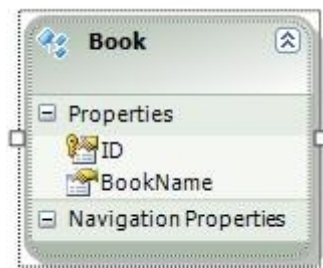 Book
Properties
ID
BookName
Navigation Properties